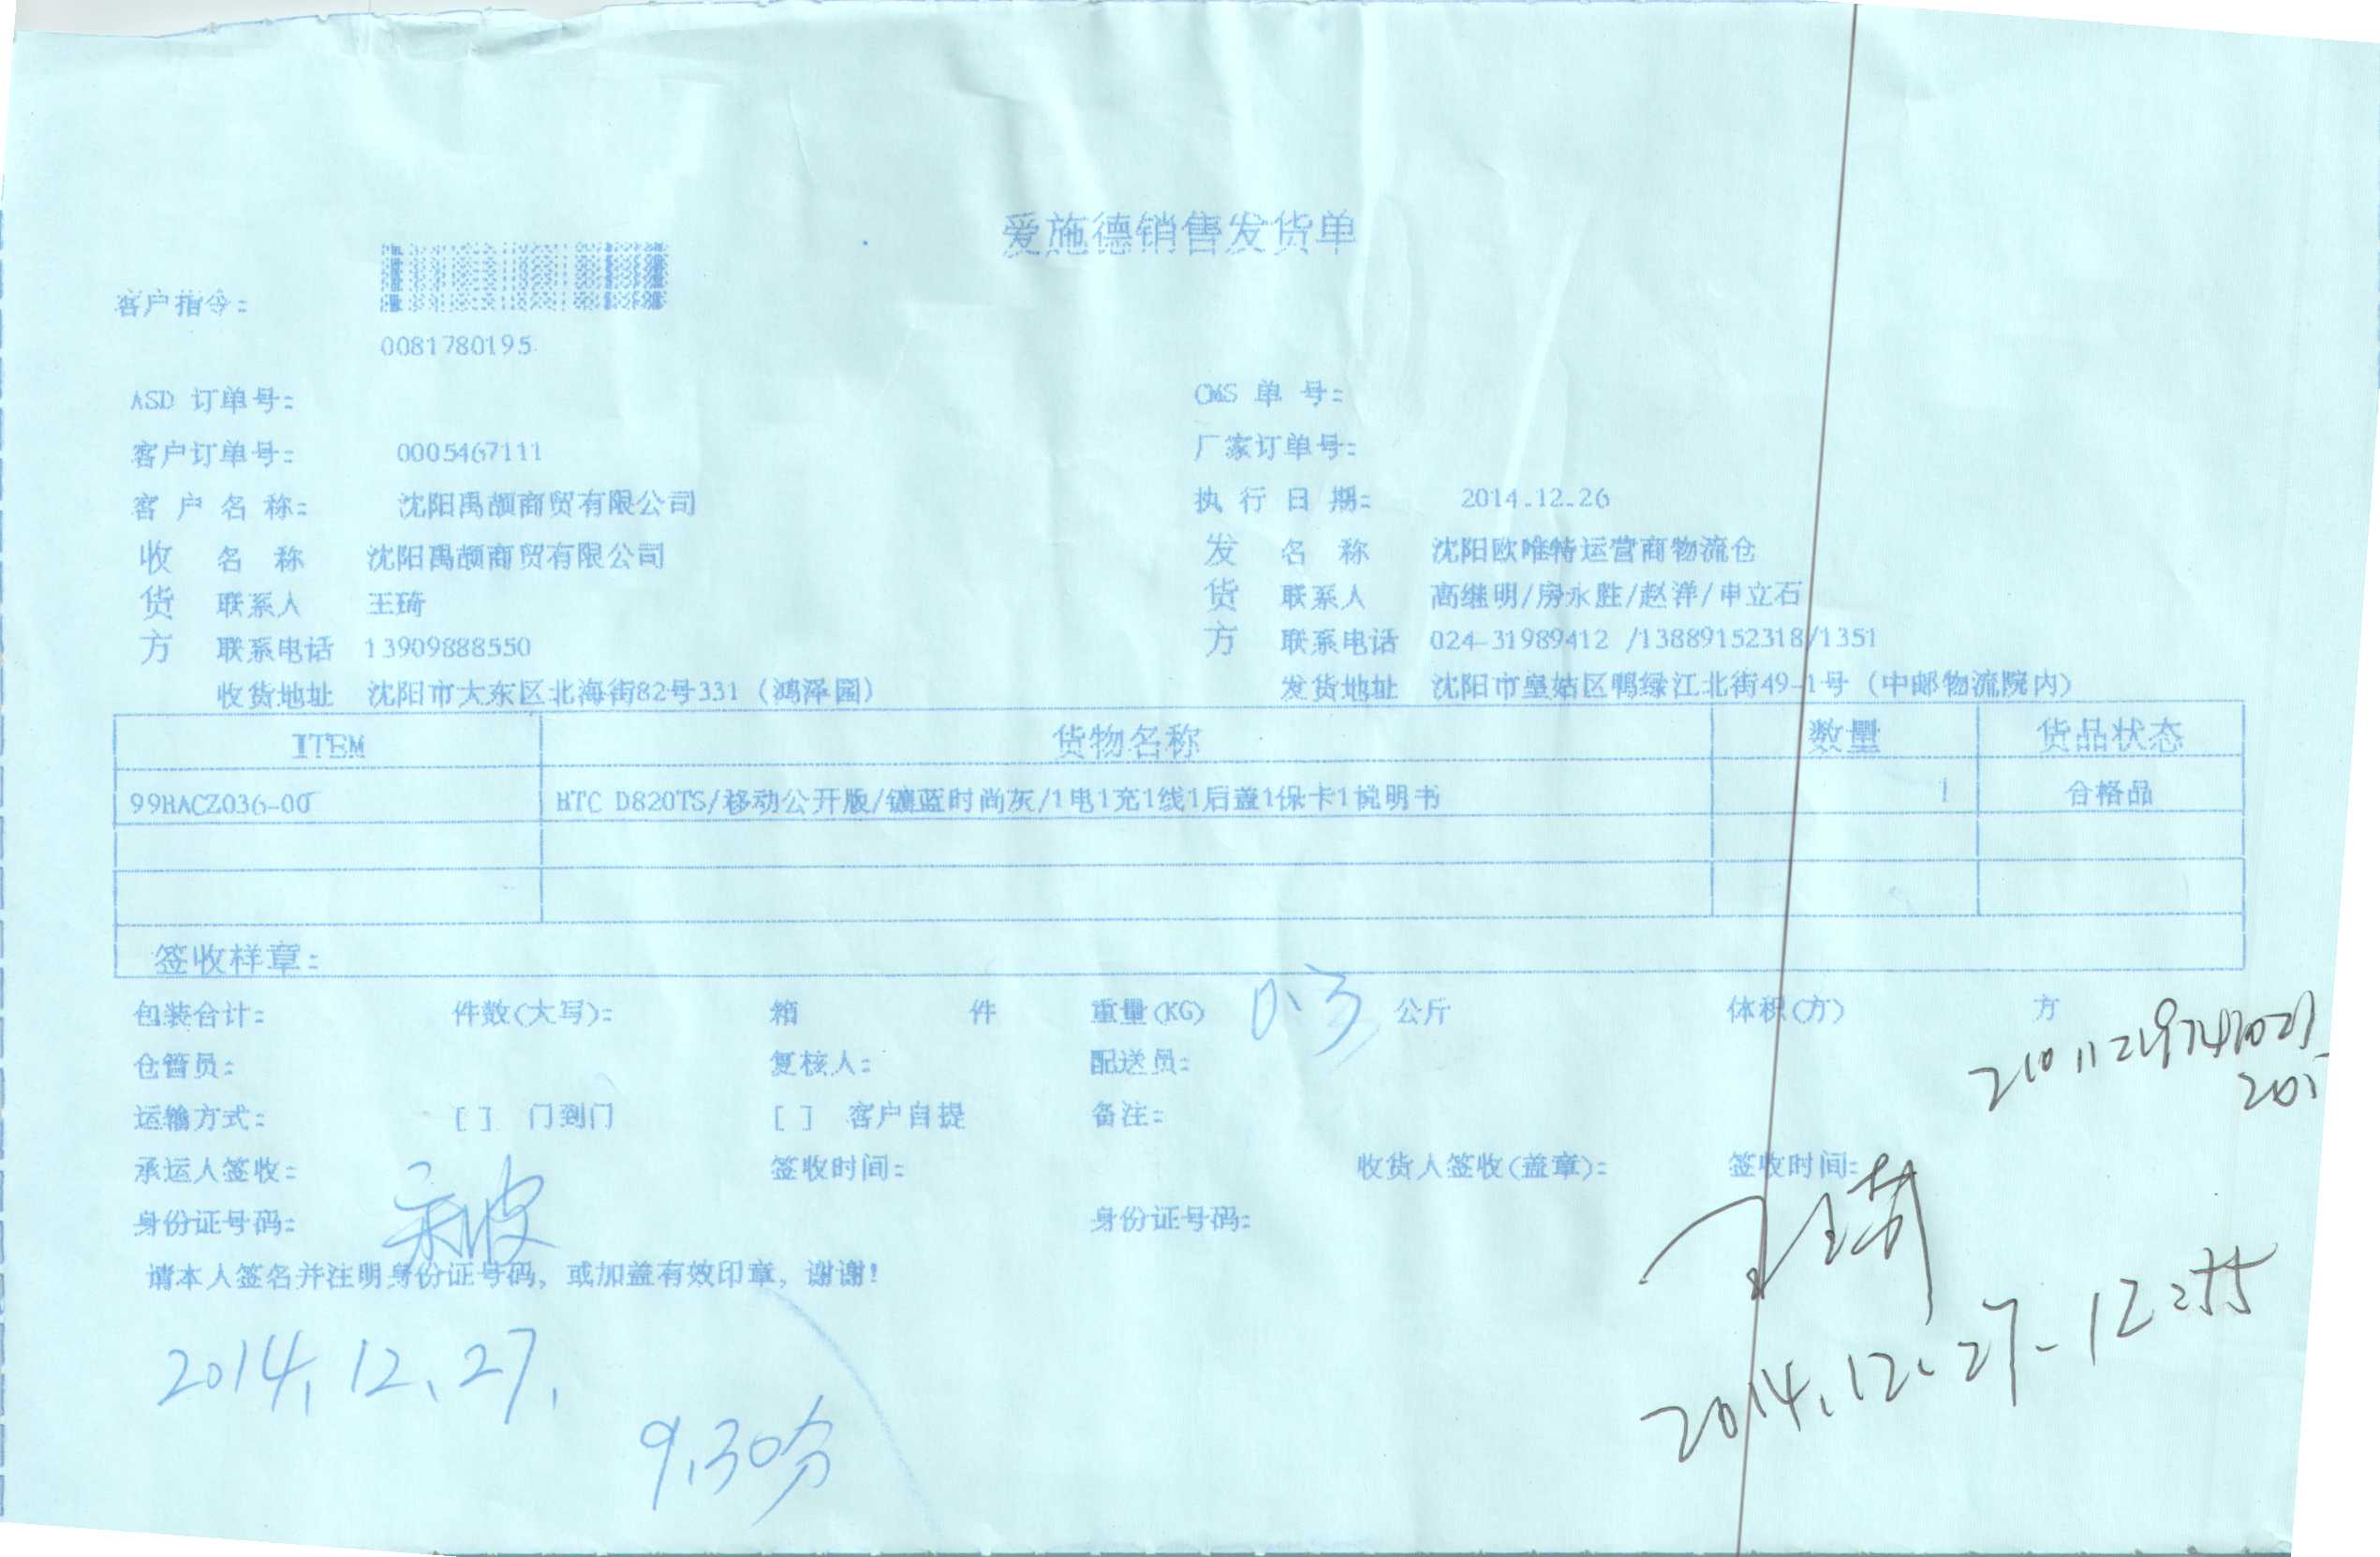 爱施德销售发货单
客户指令:
0081780195
ASD 订单号: CMS 单 号:
客户订单号: 0005467111 厂家订单号:
客 户 名 称: 沈阳禹颉商贸有限公司 执 行 日 期: 2014.12.26
收 名 称 沈阳禹颉商贸有限公司 发 名 称 沈阳欧唯特运营商物流仓
货 联系人 王琦 货 联系人 高继明/房永胜/赵洋/申立石
方 联系电话 13909888550 方 联系电话 024-31989412 /13889152318/1351
收货地址 沈阳市大东区北海街82号331 (鸿泽园) 发货地址 沈阳市皇姑区鸭绿江北街49-1号 (中邮物流院内)
ITEM 货物名称 数量 货品状态
99HACZ036-00 HTC D820TS/移动公开版/镶蓝时尚灰/1电1充1线1后盖1保卡1说明书 1 合格品
签收样章:
包装合计: 件数(大写): 箱 件 重量(KG) 0.3 公斤 体积(方) 方
仓管员: 复核人: 配送员:
运输方式: [ ] 门到门 [ ] 客户自提 备注:
承运人签收: 签收时间: 收货人签收(盖章): 签收时间:
王琦
身份证号码: 身份证号码:
请本人签名并注明身份证号码, 或加盖有效印章, 谢谢!
2014.12.27. 2014.12.27-12:55
9.30分